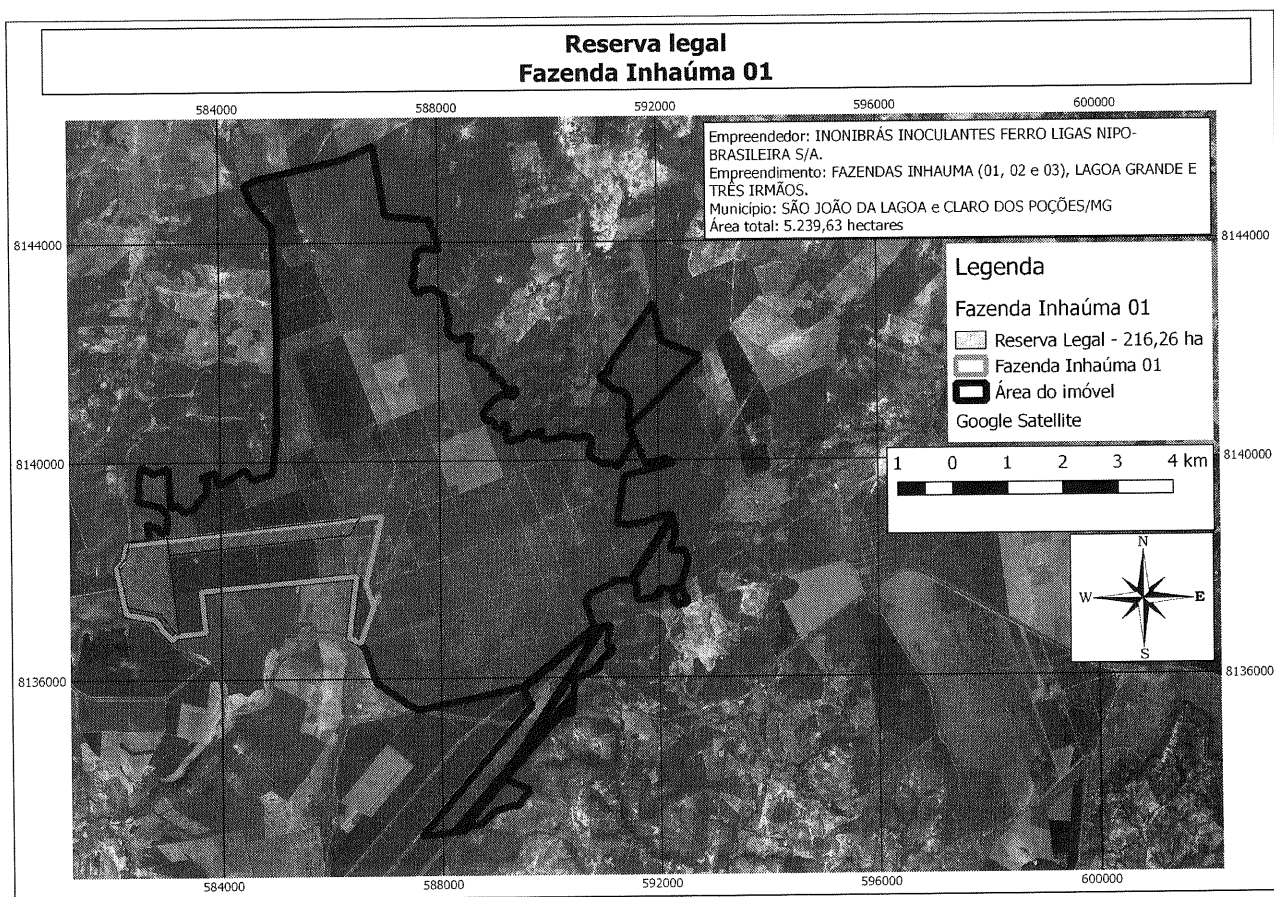 Reserva legal
Fazenda Inhaúma 01
584000 588000 592000 596000 600000
Empreendedor: INONIBRÁS INOCULANTES FERRO LIGAS NIPO-
BRASILEIRA S/A.
Empreendimento: FAZENDAS INHAUMA (01, 02 e 03), LAGOA GRANDE E
TRÊS IRMÃOS.
Município: SÃO JOÃO DA LAGOA e CLARO DOS POÇÕES/MG
Área total: 5.239,63 hectares
8144000 8144000
Legenda
Fazenda Inhaúma 01
Reserva Legal - 216,26 ha
Fazenda Inhaúma 01
Área do imóvel
Google Satellite
8140000 8140000
1 0 1 2 3 4 km
N
W E
S
8136000 8136000
584000 588000 592000 596000 600000